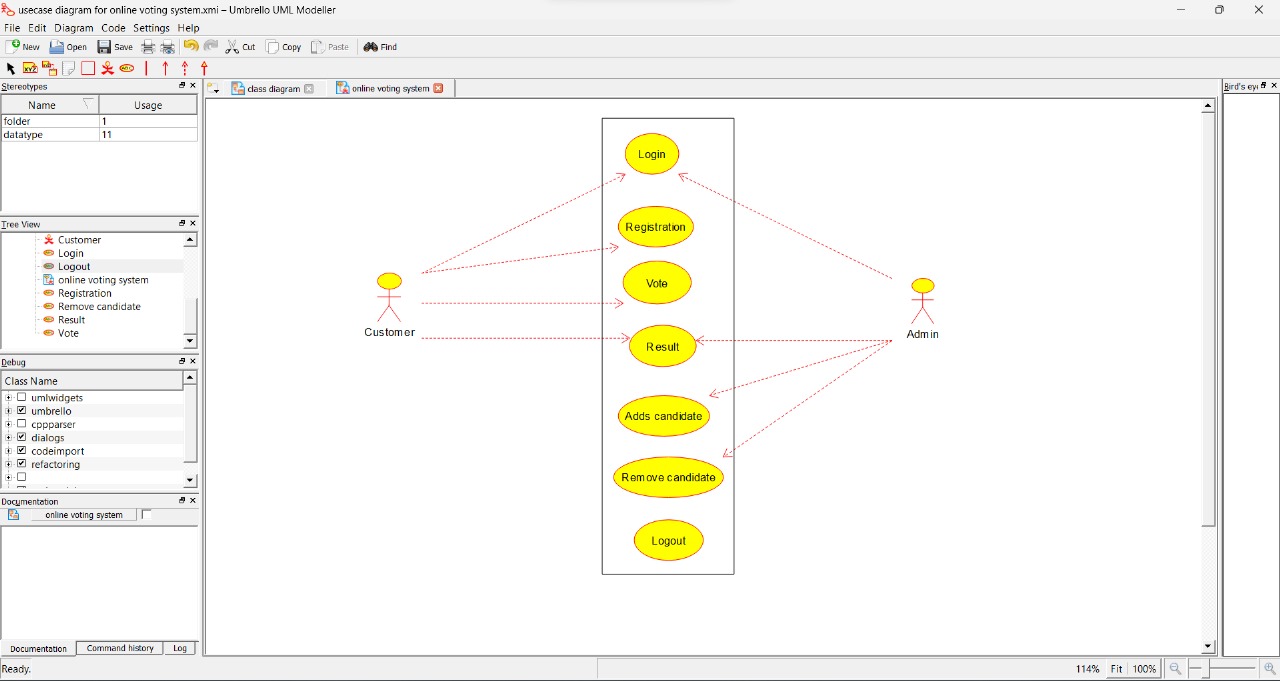 usecase diagram for online voting system.xmi – Umbrello UML Modeller
File Edit Diagram Code Settings Help
New Open Save Cut Copy Paste Find
Stereotypes
Name Usage
folder 1
datatype 11
Tree View
Customer
Login
Logout
online voting system
Registration
Remove candidate
Result
Vote
Debug
Class Name
umlwidgets
umbrello
cppparser
dialogs
codeimport
refactoring
Documentation
online voting system
Documentation Command history Log
Ready.
class diagram online voting system
Login
Registration
Vote
Result
Adds candidate
Remove candidate
Logout
Customer
Admin
Bird's ey
114% Fit 100%